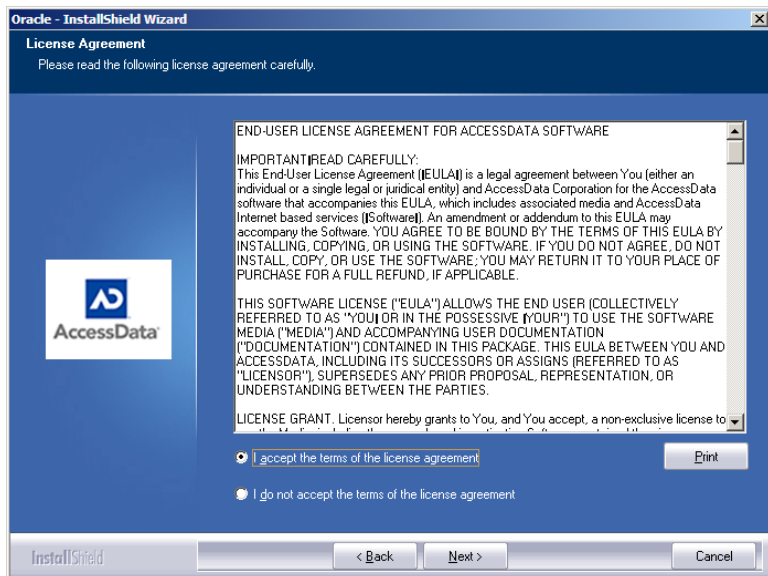 Oracle - InstallShield Wizard
License Agreement
Please read the following license agreement carefully.
END-USER LICENSE AGREEMENT FOR ACCESSDATA SOFTWARE
IMPORTANT|READ CAREFULLY:
This End-User License Agreement (|EULA|) is a legal agreement between You (either an
individual or a single legal or juridical entity) and AccessData Corporation for the AccessData
software that accompanies this EULA, which includes associated media and AccessData
Internet based services (|Software|). An amendment or addendum to this EULA may
accompany the Software. YOU AGREE TO BE BOUND BY THE TERMS OF THIS EULA BY
INSTALLING, COPYING, OR USING THE SOFTWARE. IF YOU DO NOT AGREE, DO NOT
INSTALL, COPY, OR USE THE SOFTWARE; YOU MAY RETURN IT TO YOUR PLACE OF
PURCHASE FOR A FULL REFUND, IF APPLICABLE.
THIS SOFTWARE LICENSE ("EULA") ALLOWS THE END USER (COLLECTIVELY
REFERRED TO AS "YOU| OR IN THE POSSESSIVE |YOUR") TO USE THE SOFTWARE
MEDIA ("MEDIA") AND ACCOMPANYING USER DOCUMENTATION
("DOCUMENTATION") CONTAINED IN THIS PACKAGE. THIS EULA BETWEEN YOU AND
ACCESSDATA, INCLUDING ITS SUCCESSORS OR ASSIGNS (REFERRED TO AS
"LICENSOR"), SUPERSEDES ANY PRIOR PROPOSAL, REPRESENTATION, OR
UNDERSTANDING BETWEEN THE PARTIES.
LICENSE GRANT. Licensor hereby grants to You, and You accept, a non-exclusive license to
AccessData
I accept the terms of the license agreement
Print
I do not accept the terms of the license agreement
InstallShield
< Back
Next >
Cancel